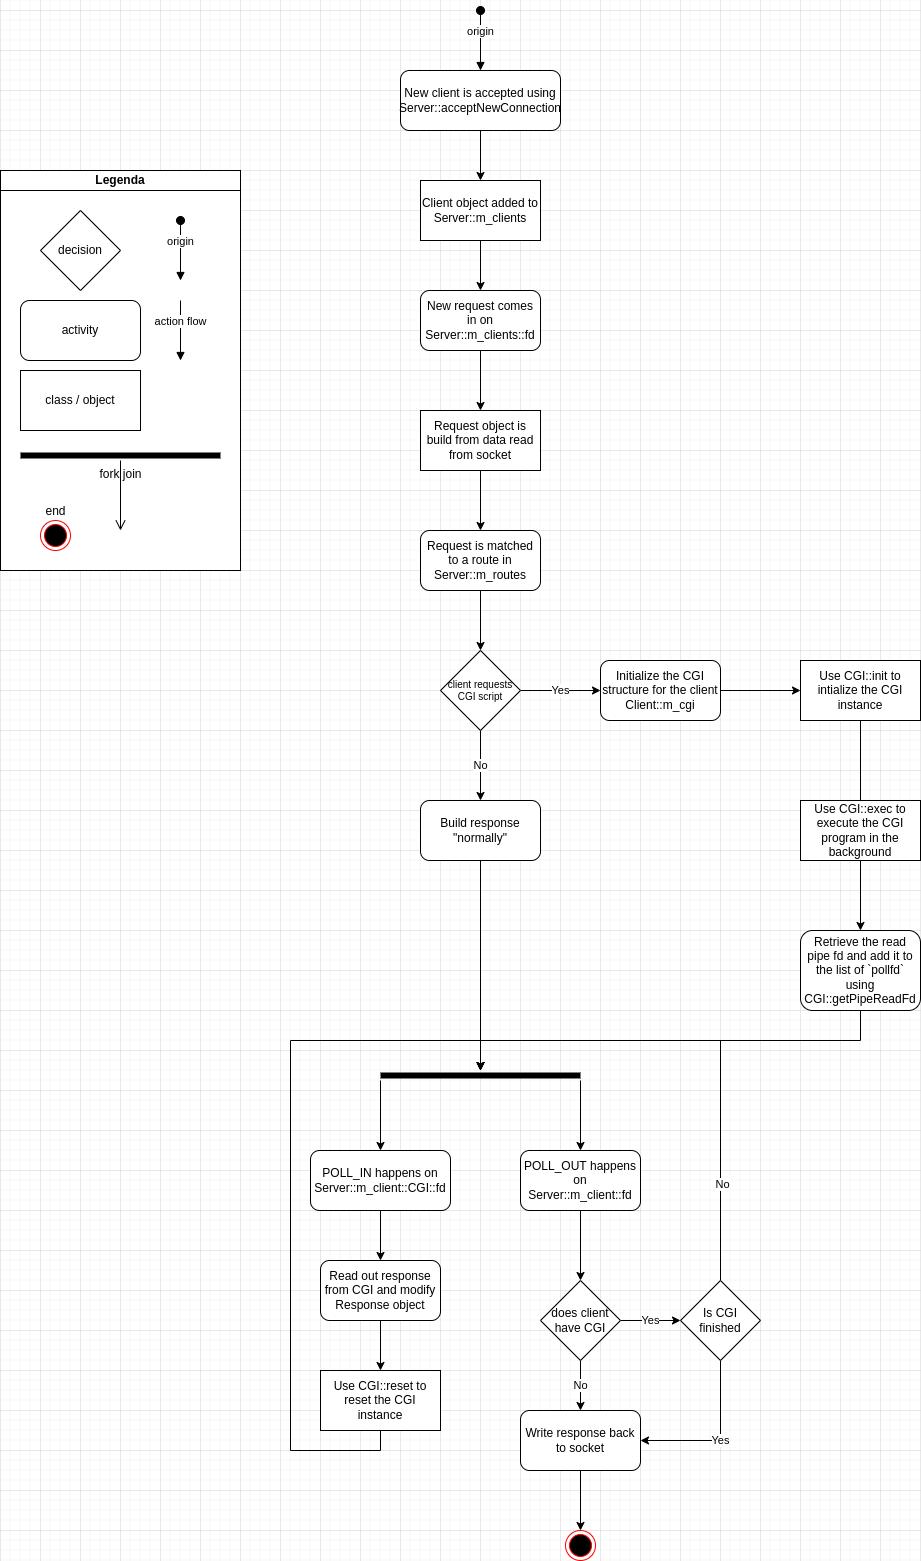 origin
New client is accepted using
Server::acceptNewConnection
Legenda
decision
origin
activity
action flow
class / object
fork join
end
Client object added to
Server::m_clients
New request comes
in on
Server::m_clients::fd
Request object is
build from data read
from socket
Request is matched
to a route in
Server::m_routes
client requests
CGI script
Yes
Initialize the CGI
structure for the client
Client::m_cgi
Use CGI::init to
intialize the CGI
instance
No
Build response
"normally"
Use CGI::exec to
execute the CGI
program in the
background
Retrieve the read
pipe fd and add it to
the list of `pollfd`
using
CGI::getPipeReadFd
POLL_IN happens on
Server::m_client::CGI::fd
POLL_OUT happens
on
Server::m_client::fd
No
Read out response
from CGI and modify
Response object
does client
have CGI
Yes
Is CGI
finished
Use CGI::reset to
reset the CGI
instance
No
Write response back
to socket
Yes